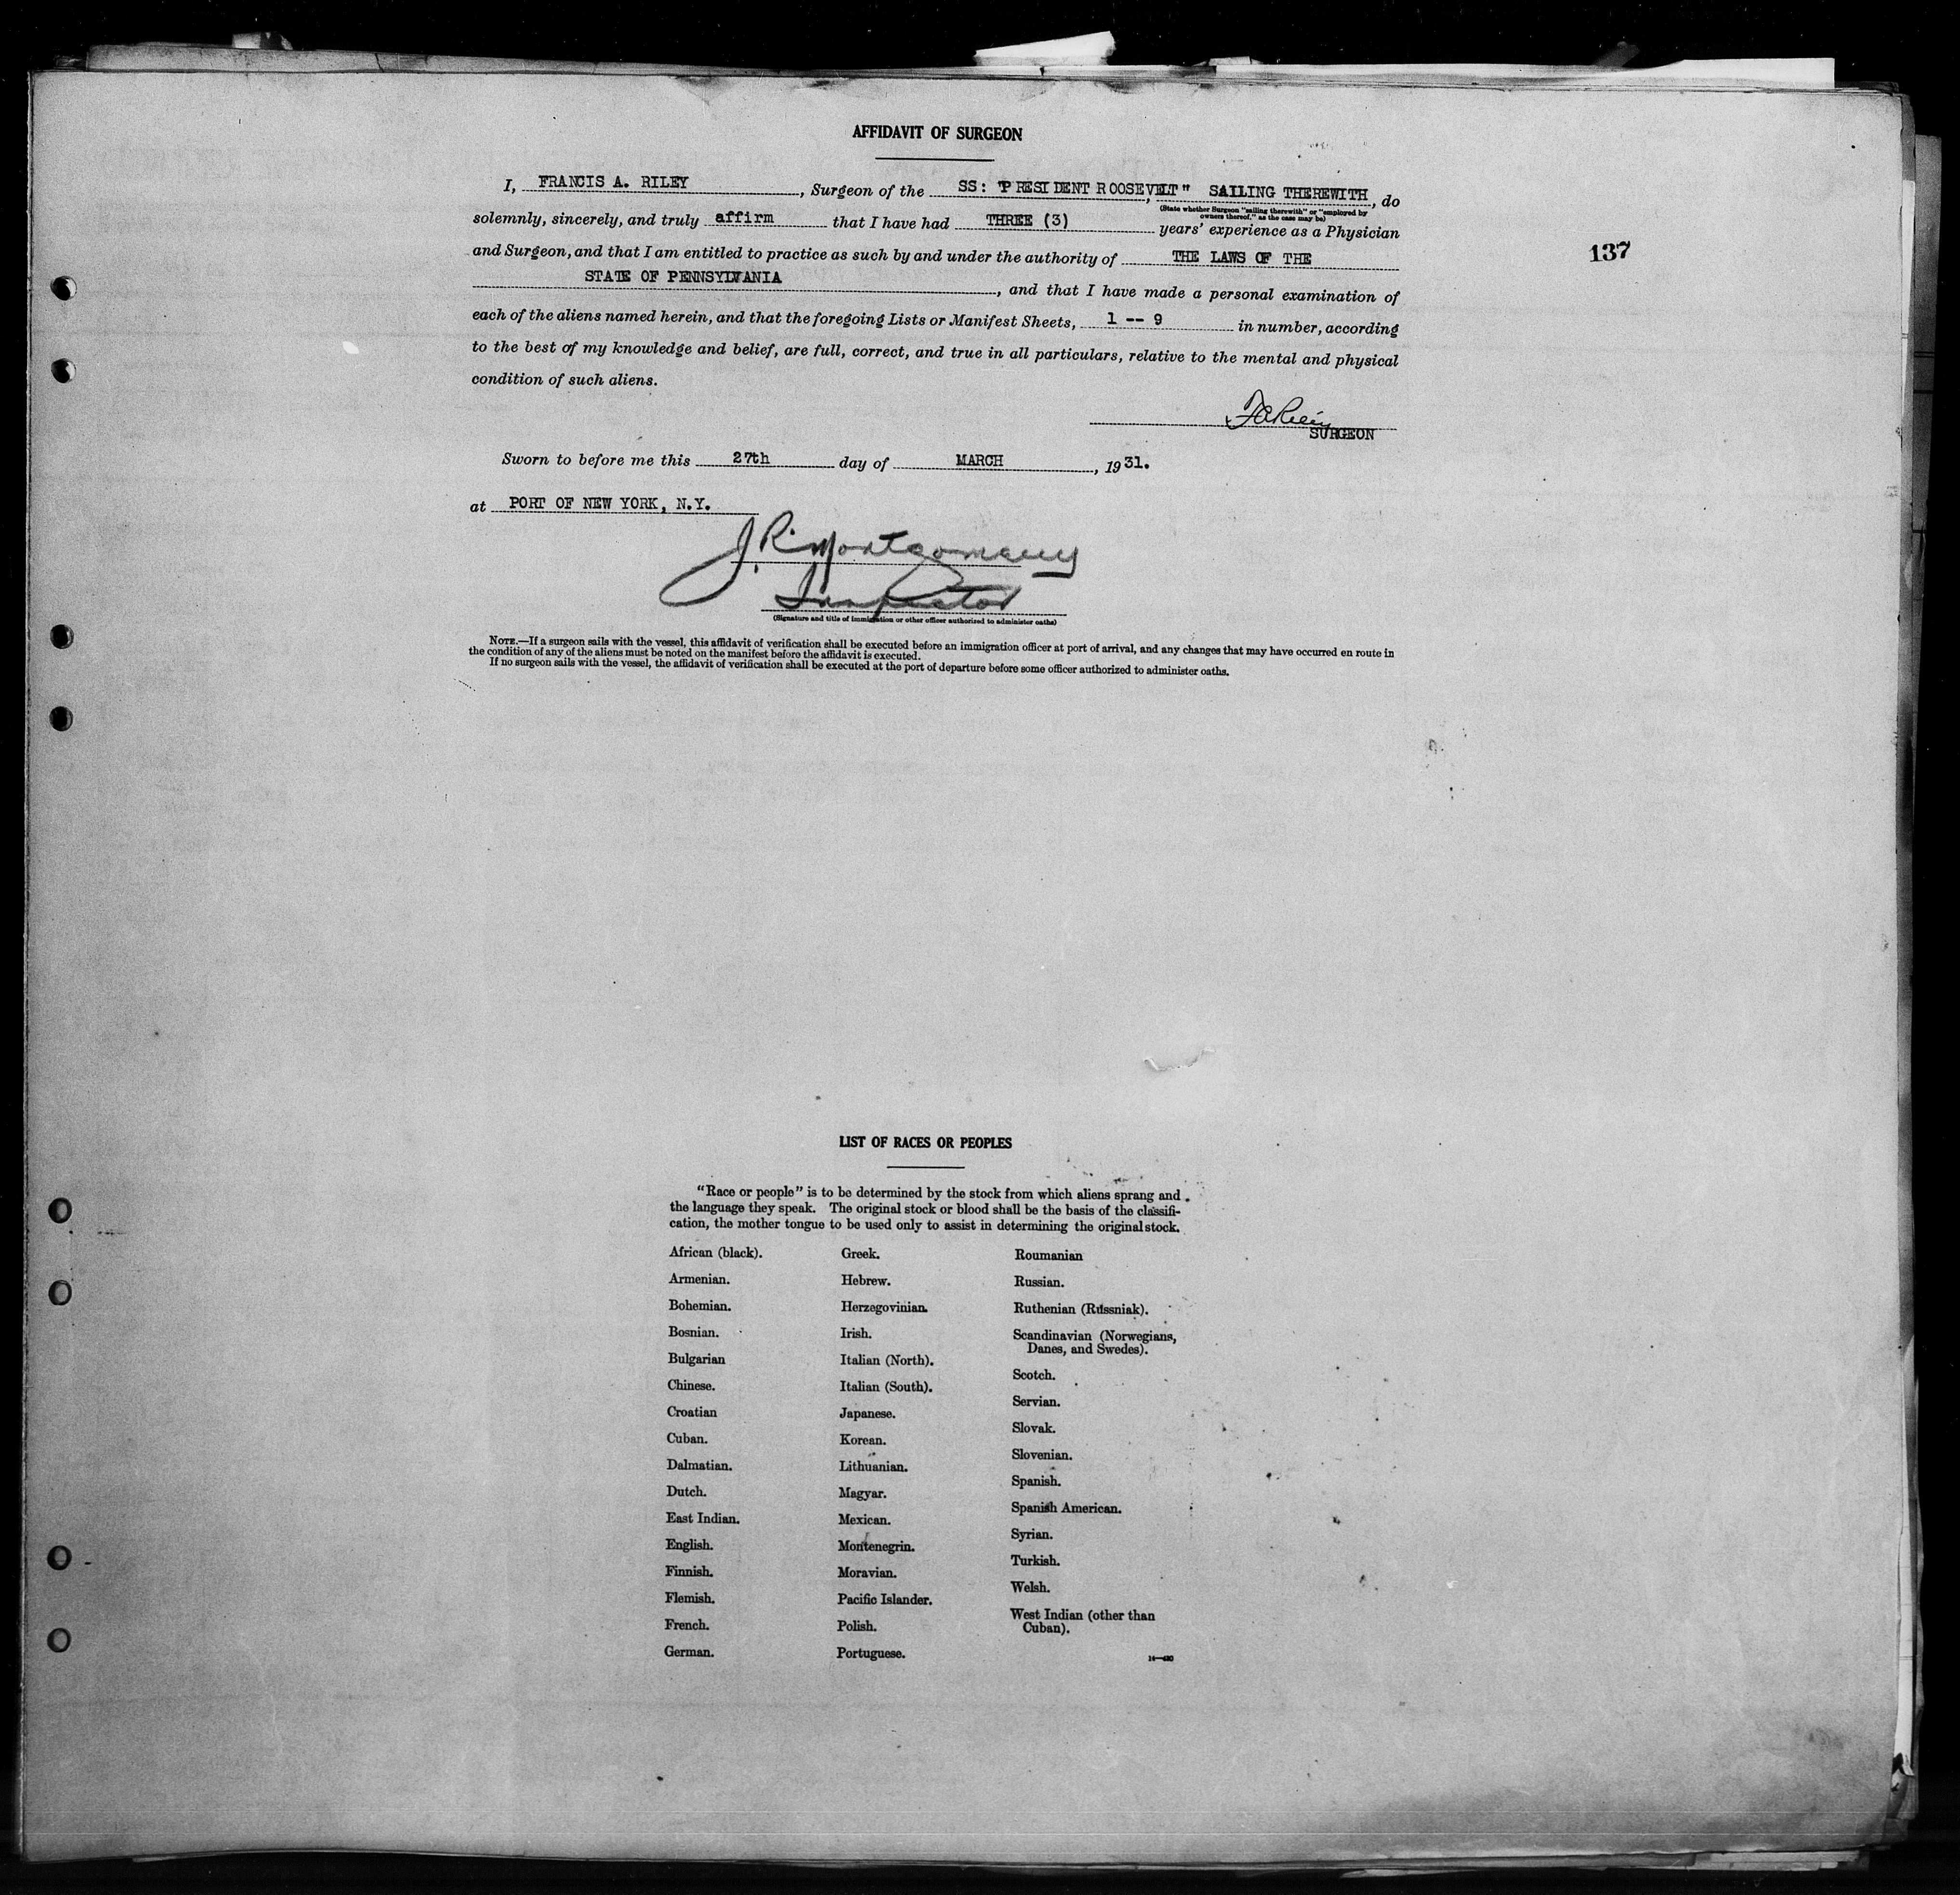 AFFIDAVIT OF SURGEON
I, FRANCIS A. RILEY, Surgeon of the SS: "PRESIDENT ROOSEVELT", SAILING THEREWITH, do
(State whether Surgeon "sailing therewith" or "employed by
owners thereof," as the case may be)
solemnly, sincerely, and truly affirm that I have had THREE (3) years' experience as a Physician
137
and Surgeon, and that I am entitled to practice as such by and under the authority of THE LAWS OF THE
STATE OF PENNSYLVANIA, and that I have made a personal examination of
each of the aliens named herein, and that the foregoing Lists or Manifest Sheets, 1 -- 9 in number, according
to the best of my knowledge and belief, are full, correct, and true in all particulars, relative to the mental and physical
condition of such aliens.
F A Riley
SURGEON
Sworn to before me this 27th day of MARCH, 1931.
at PORT OF NEW YORK, N.Y.
J. R. Montgomery
Inspector
(Signature and title of immigration or other officer authorized to administer oaths)
NOTE.—If a surgeon sails with the vessel, this affidavit of verification shall be executed before an immigration officer at port of arrival, and any changes that may have occurred en route in
the condition of any of the aliens must be noted on the manifest before the affidavit is executed.
If no surgeon sails with the vessel, the affidavit of verification shall be executed at the port of departure before some officer authorized to administer oaths.
LIST OF RACES OR PEOPLES
"Race or people" is to be determined by the stock from which aliens sprang and
the language they speak. The original stock or blood shall be the basis of the classifi-
cation, the mother tongue to be used only to assist in determining the original stock.
African (black).
Armenian.
Bohemian.
Bosnian.
Bulgarian
Chinese.
Croatian
Cuban.
Dalmatian.
Dutch.
East Indian.
English.
Finnish.
Flemish.
French.
German.
Greek.
Hebrew.
Herzegovinian.
Irish.
Italian (North).
Italian (South).
Japanese.
Korean.
Lithuanian.
Magyar.
Mexican.
Montenegrin.
Moravian.
Pacific Islander.
Polish.
Portuguese.
Roumanian
Russian.
Ruthenian (Russniak).
Scandinavian (Norwegians,
Danes, and Swedes).
Scotch.
Servian.
Slovak.
Slovenian.
Spanish.
Spanish American.
Syrian.
Turkish.
Welsh.
West Indian (other than
Cuban).